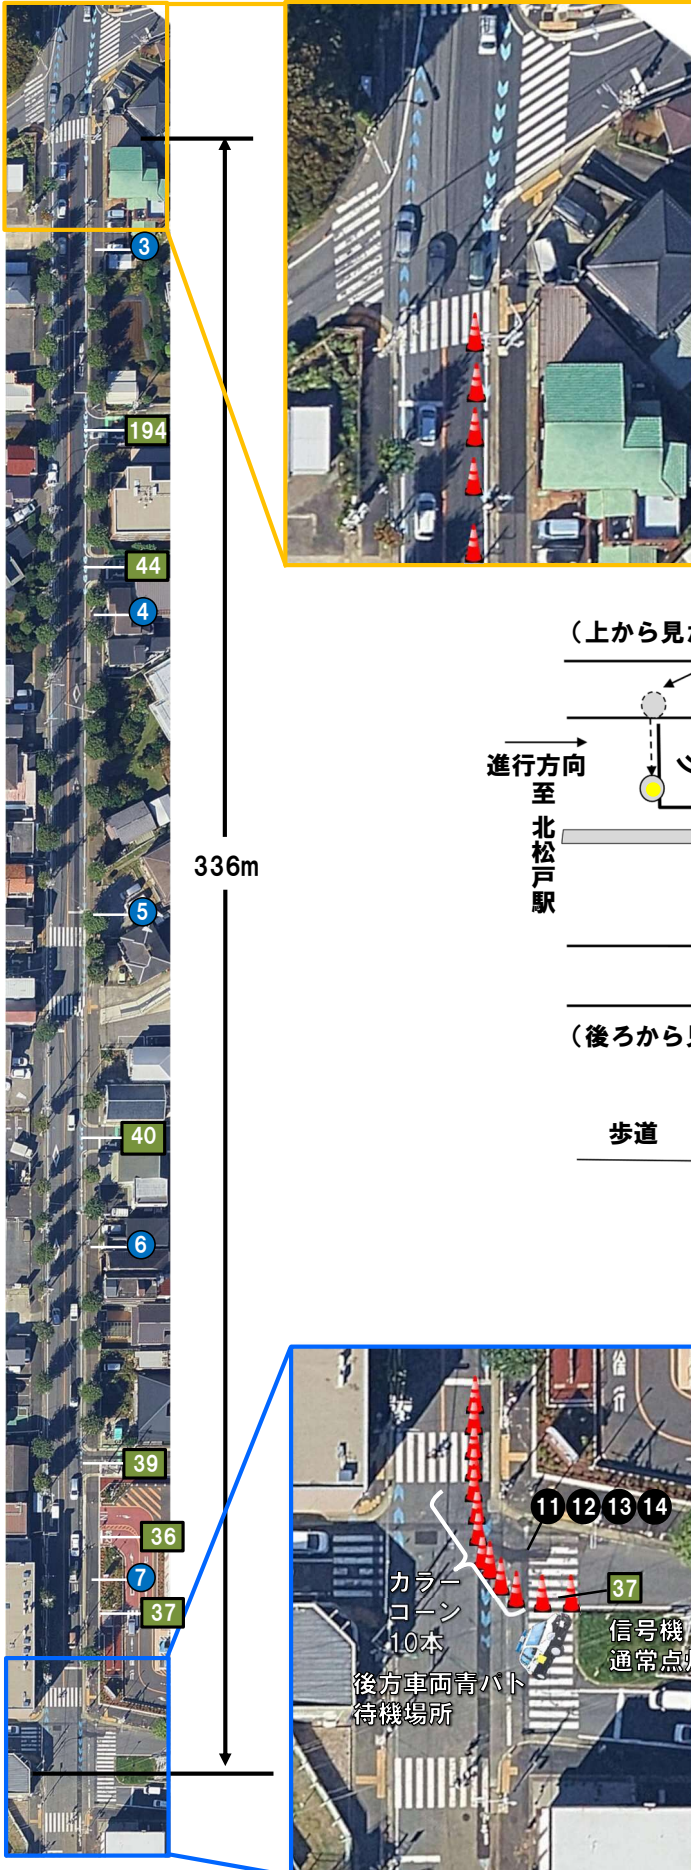 3
194
44
4
336m
5
40
6
39
36
7
37
（上から見
進行方向
至
北松戸駅
（後ろから
歩道
11 12 13 14
37
カラー
コーン
10本
信号機
通常点
後方車両青パト
待機場所